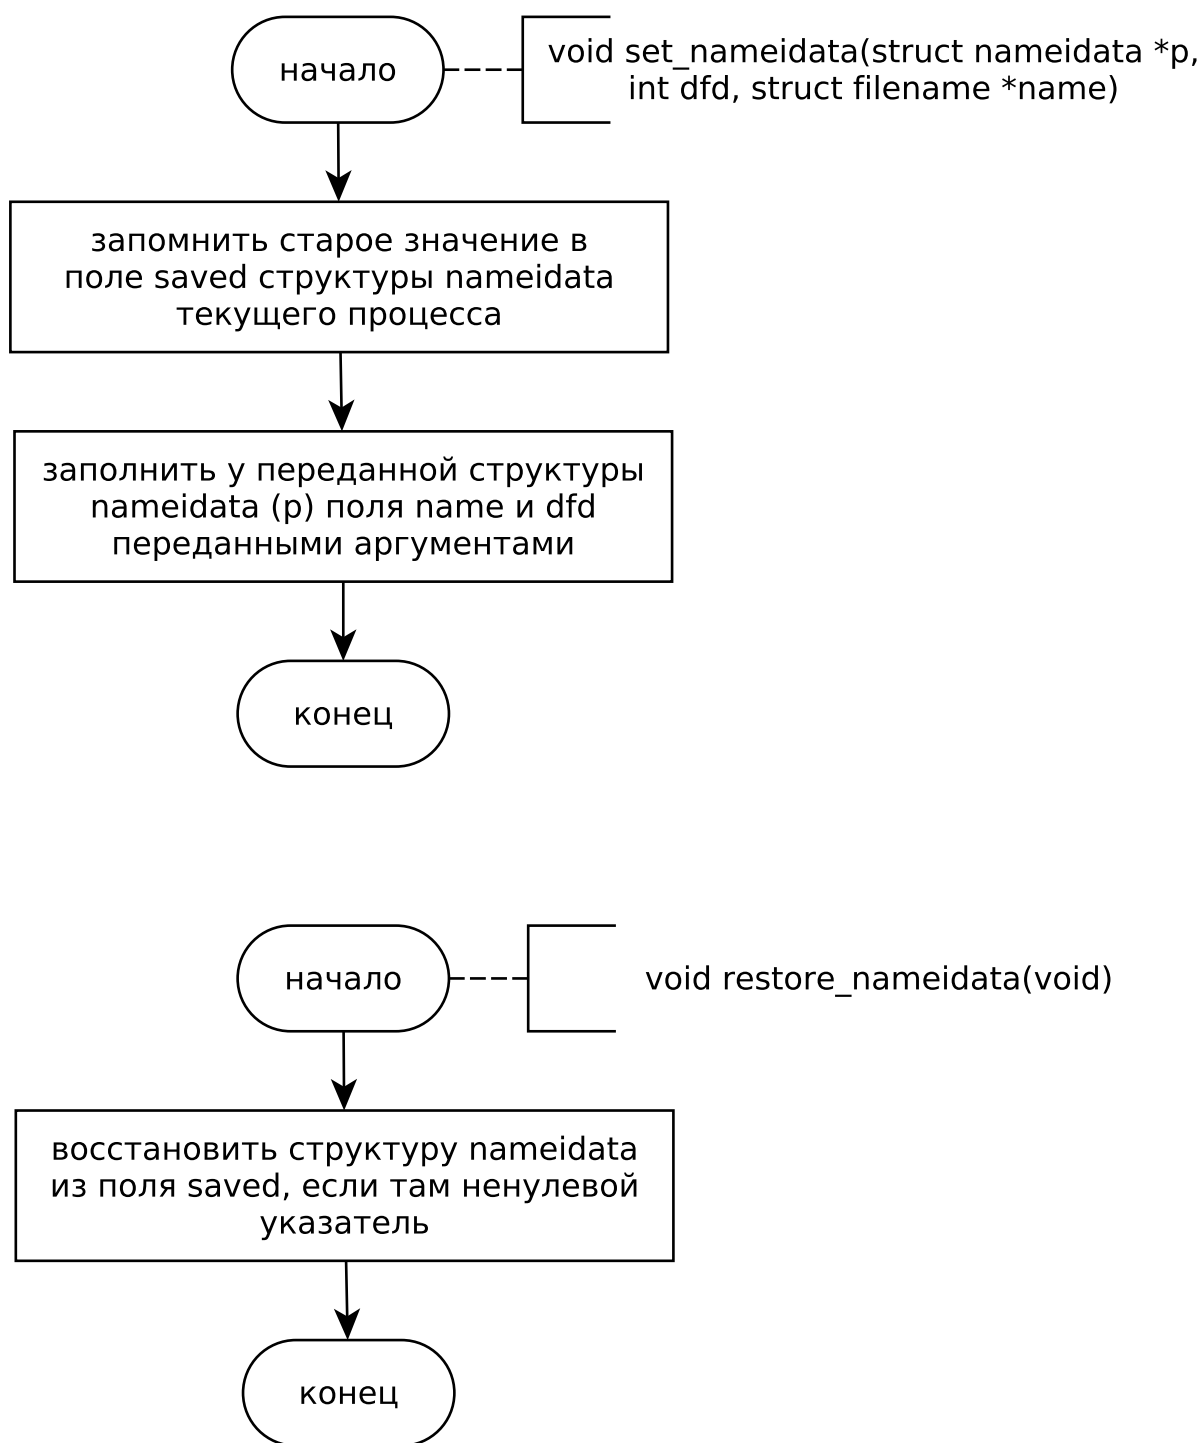 начало
void set_nameidata(struct nameidata *p,
int dfd, struct filename *name)
запомнить старое значение в
поле saved структуры nameidata
текущего процесса
заполнить у переданной структуры
nameidata (p) поля name и dfd
переданными аргументами
конец
начало
void restore_nameidata(void)
восстановить структуру nameidata
из поля saved, если там ненулевой
указатель
конец